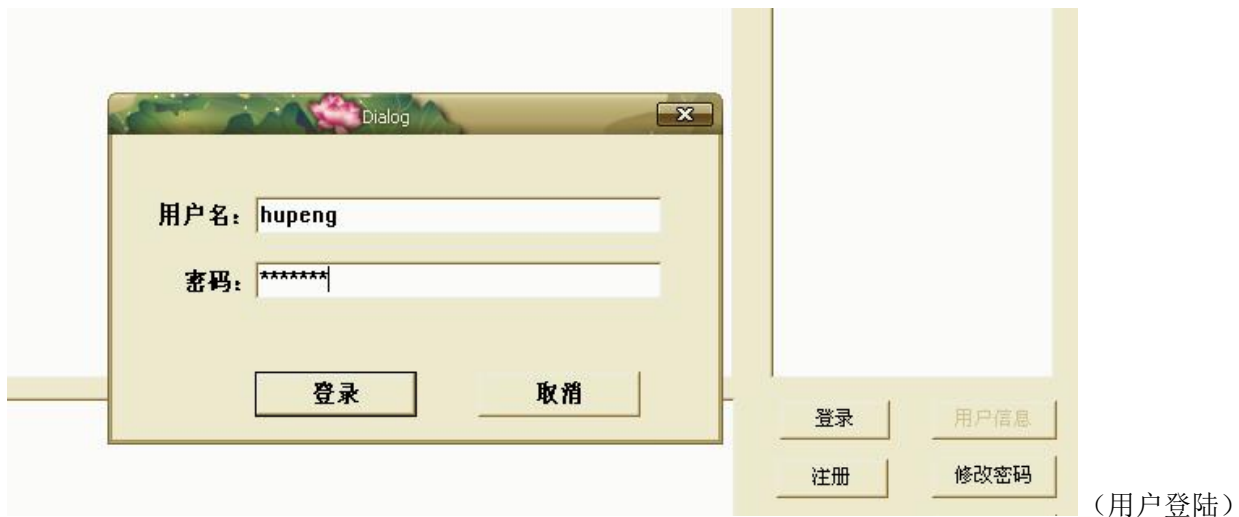 Dialog
用户名：hupeng
密码：*******
登录 取消
登录 用户信息
注册 修改密码
（用户登陆）